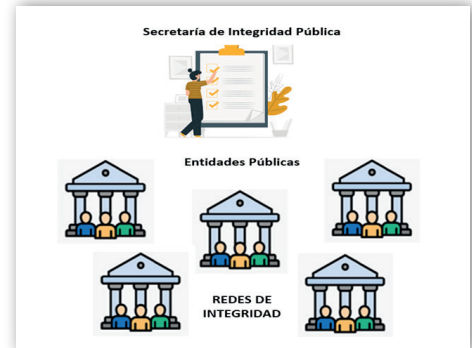 Secretaría de Integridad Pública
Entidades Públicas
REDES DE
INTEGRIDAD